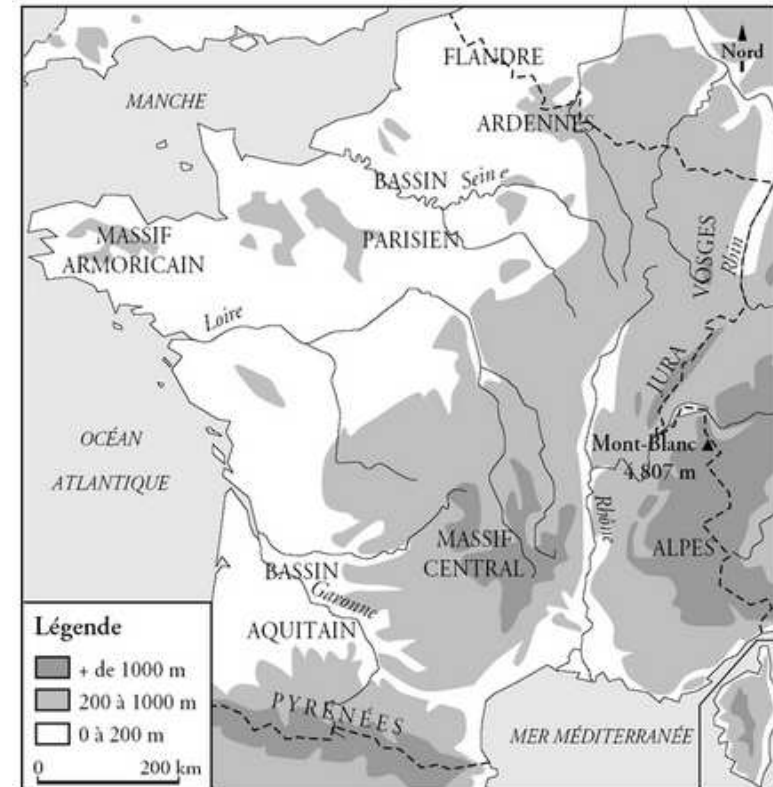 Nord
FLANDRE
MANCHE
ARDENNES
BASSIN
Seine
PARISIEN
MASSIF
ARMORICAIN
VOSGES
Rhin
Loire
JURA
OCÉAN
ATLANTIQUE
Mont-Blanc
4 807 m
Rhône
MASSIF
CENTRAL
ALPES
BASSIN
Garonne
AQUITAIN
PYRÉNÉES
MER MÉDITERRANÉE
Légende
+ de 1000 m
200 à 1000 m
0 à 200 m
0 200 km